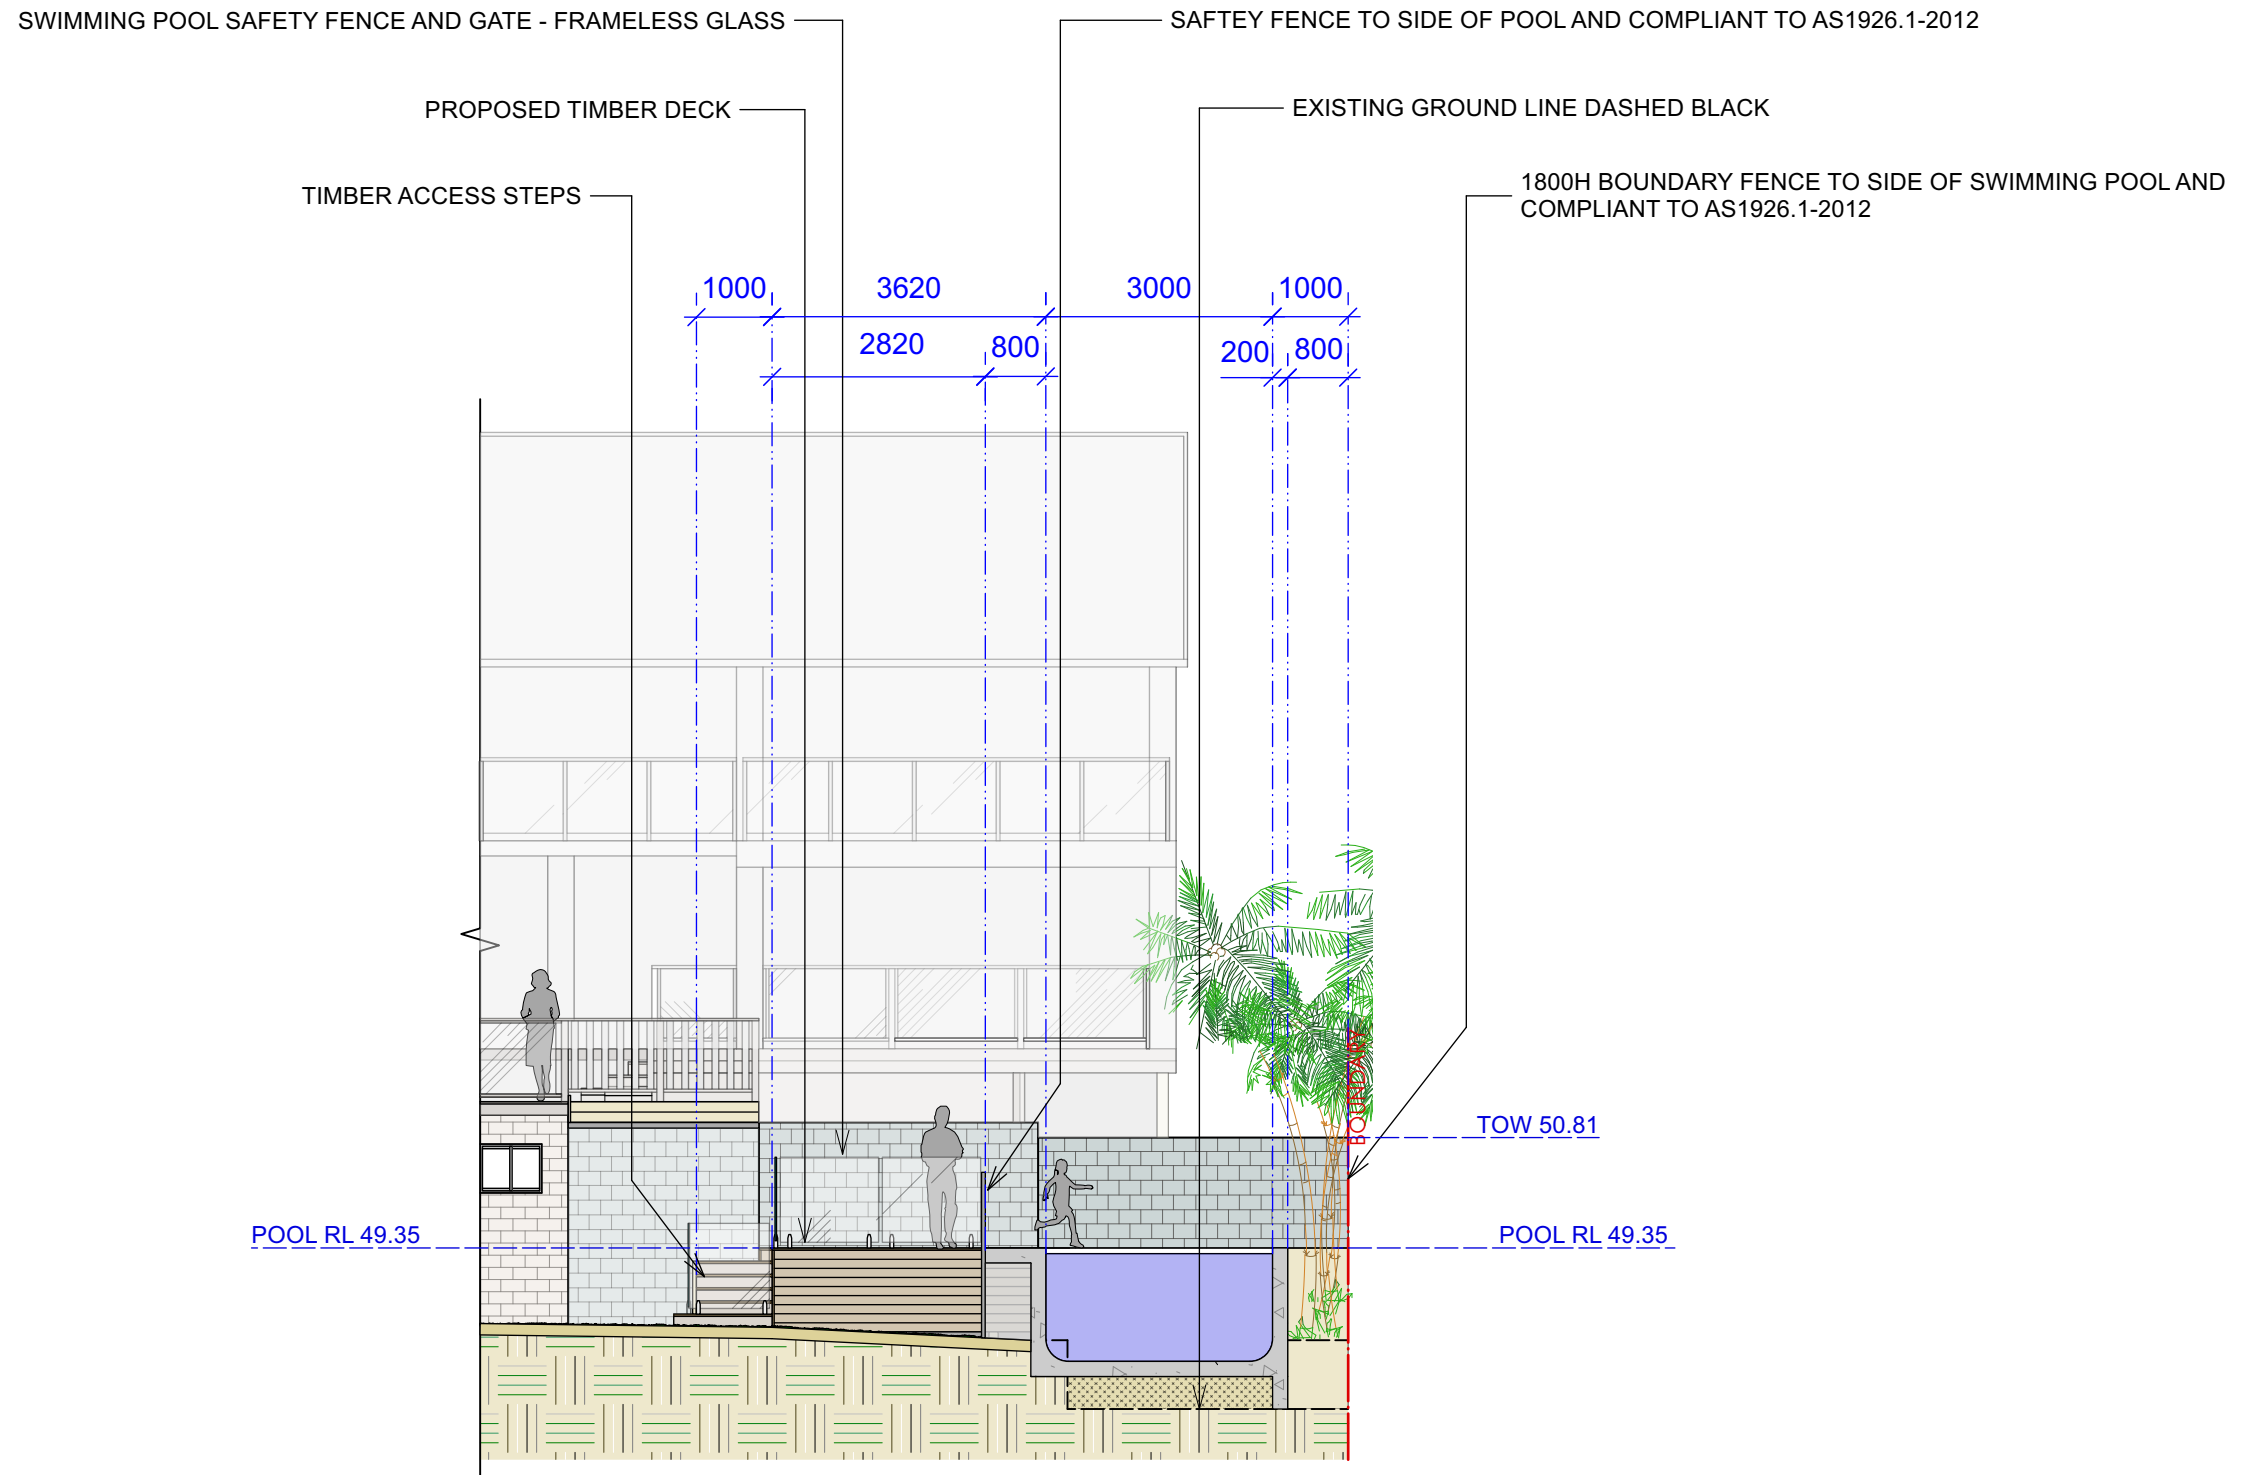 SWIMMING POOL SAFETY FENCE AND GATE - FRAMELESS GLASS
SAFTEY FENCE TO SIDE OF POOL AND COMPLIANT TO AS1926.1-2012
PROPOSED TIMBER DECK
EXISTING GROUND LINE DASHED BLACK
TIMBER ACCESS STEPS
1800H BOUNDARY FENCE TO SIDE OF SWIMMING POOL AND
COMPLIANT TO AS1926.1-2012
1000
3620
3000
1000
2820
800
200
800
BOUNDARY
TOW 50.81
POOL RL 49.35
POOL RL 49.35